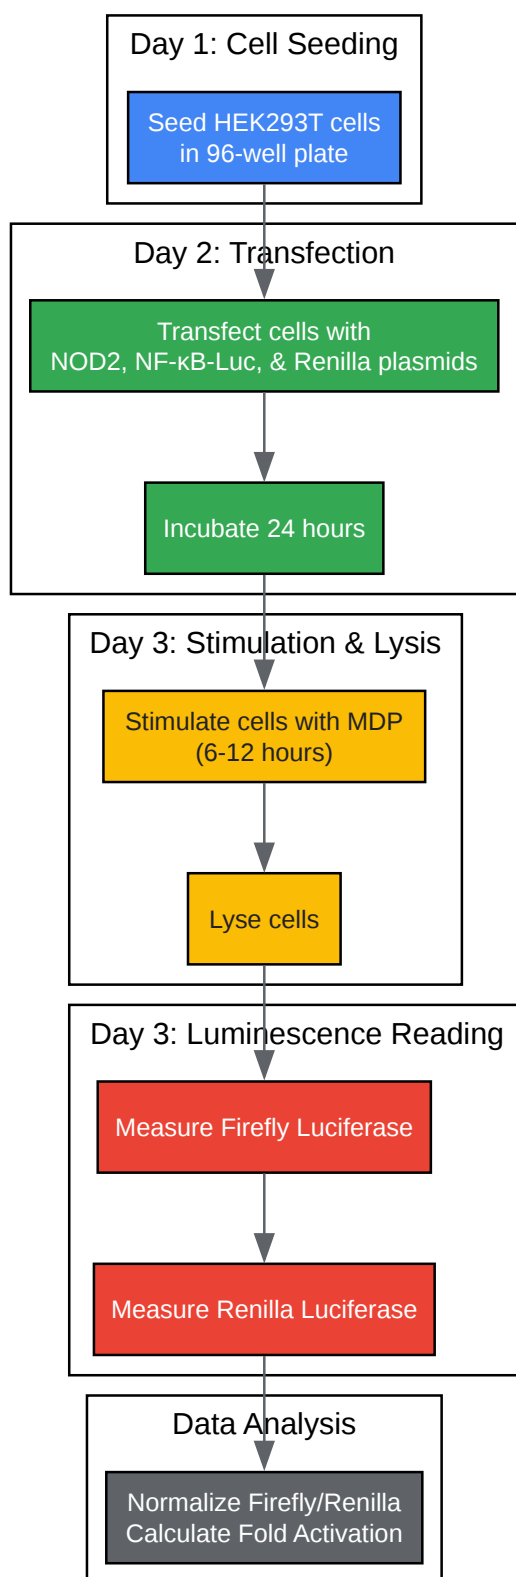 Day 1: Cell Seeding
Seed HEK293T cells
in 96-well plate
Day 2: Transfection
Transfect cells with
NOD2, NF-κB-Luc, & Renilla plasmids
Incubate 24 hours
Day 3: Stimulation & Lysis
Stimulate cells with MDP
(6-12 hours)
Lyse cells
Day 3: Luminescence Reading
Measure Firefly Luciferase
Measure Renilla Luciferase
Data Analysis
Normalize Firefly/Renilla
Calculate Fold Activation